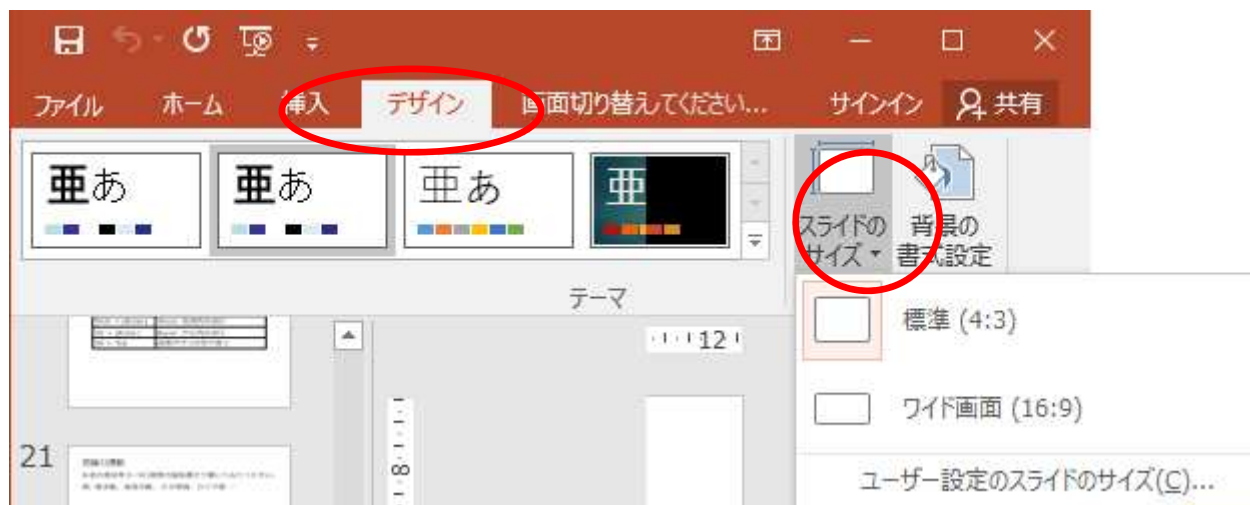 ファイル ホーム 挿入 デザイン 画面切り替えてください... サインイン 共有
亜あ 亜あ 亜あ 亜
スライドの
サイズ
背景の
書式設定
テーマ
標準 (4:3)
12
ワイド画面 (16:9)
21
8
ユーザー設定のスライドのサイズ(C)...